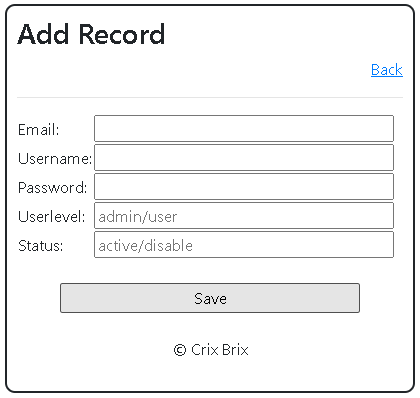 Add Record
Back
Email:
Username:
Password:
Userlevel: admin/user
Status: active/disable
Save
© Crix Brix